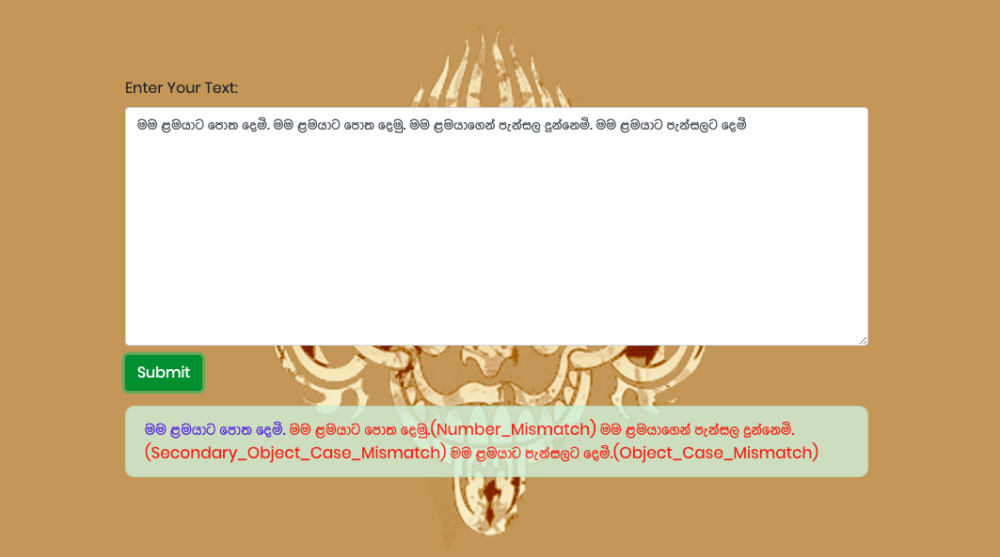 Enter Your Text:
මම ළමයාට පොත දෙමි. මම ළමයාට පොත දෙමු. මම ළමයාගෙන් පැන්සල දුන්නෙමි. මම ළමයාට පැන්සලට දෙමි
Submit
මම ළමයාට පොත දෙමි. මම ළමයාට පොත දෙමු.(Number_Mismatch) මම ළමයාගෙන් පැන්සල දුන්නෙමි.
(Secondary_Object_Case_Mismatch) මම ළමයාට පැන්සලට දෙමි.(Object_Case_Mismatch)